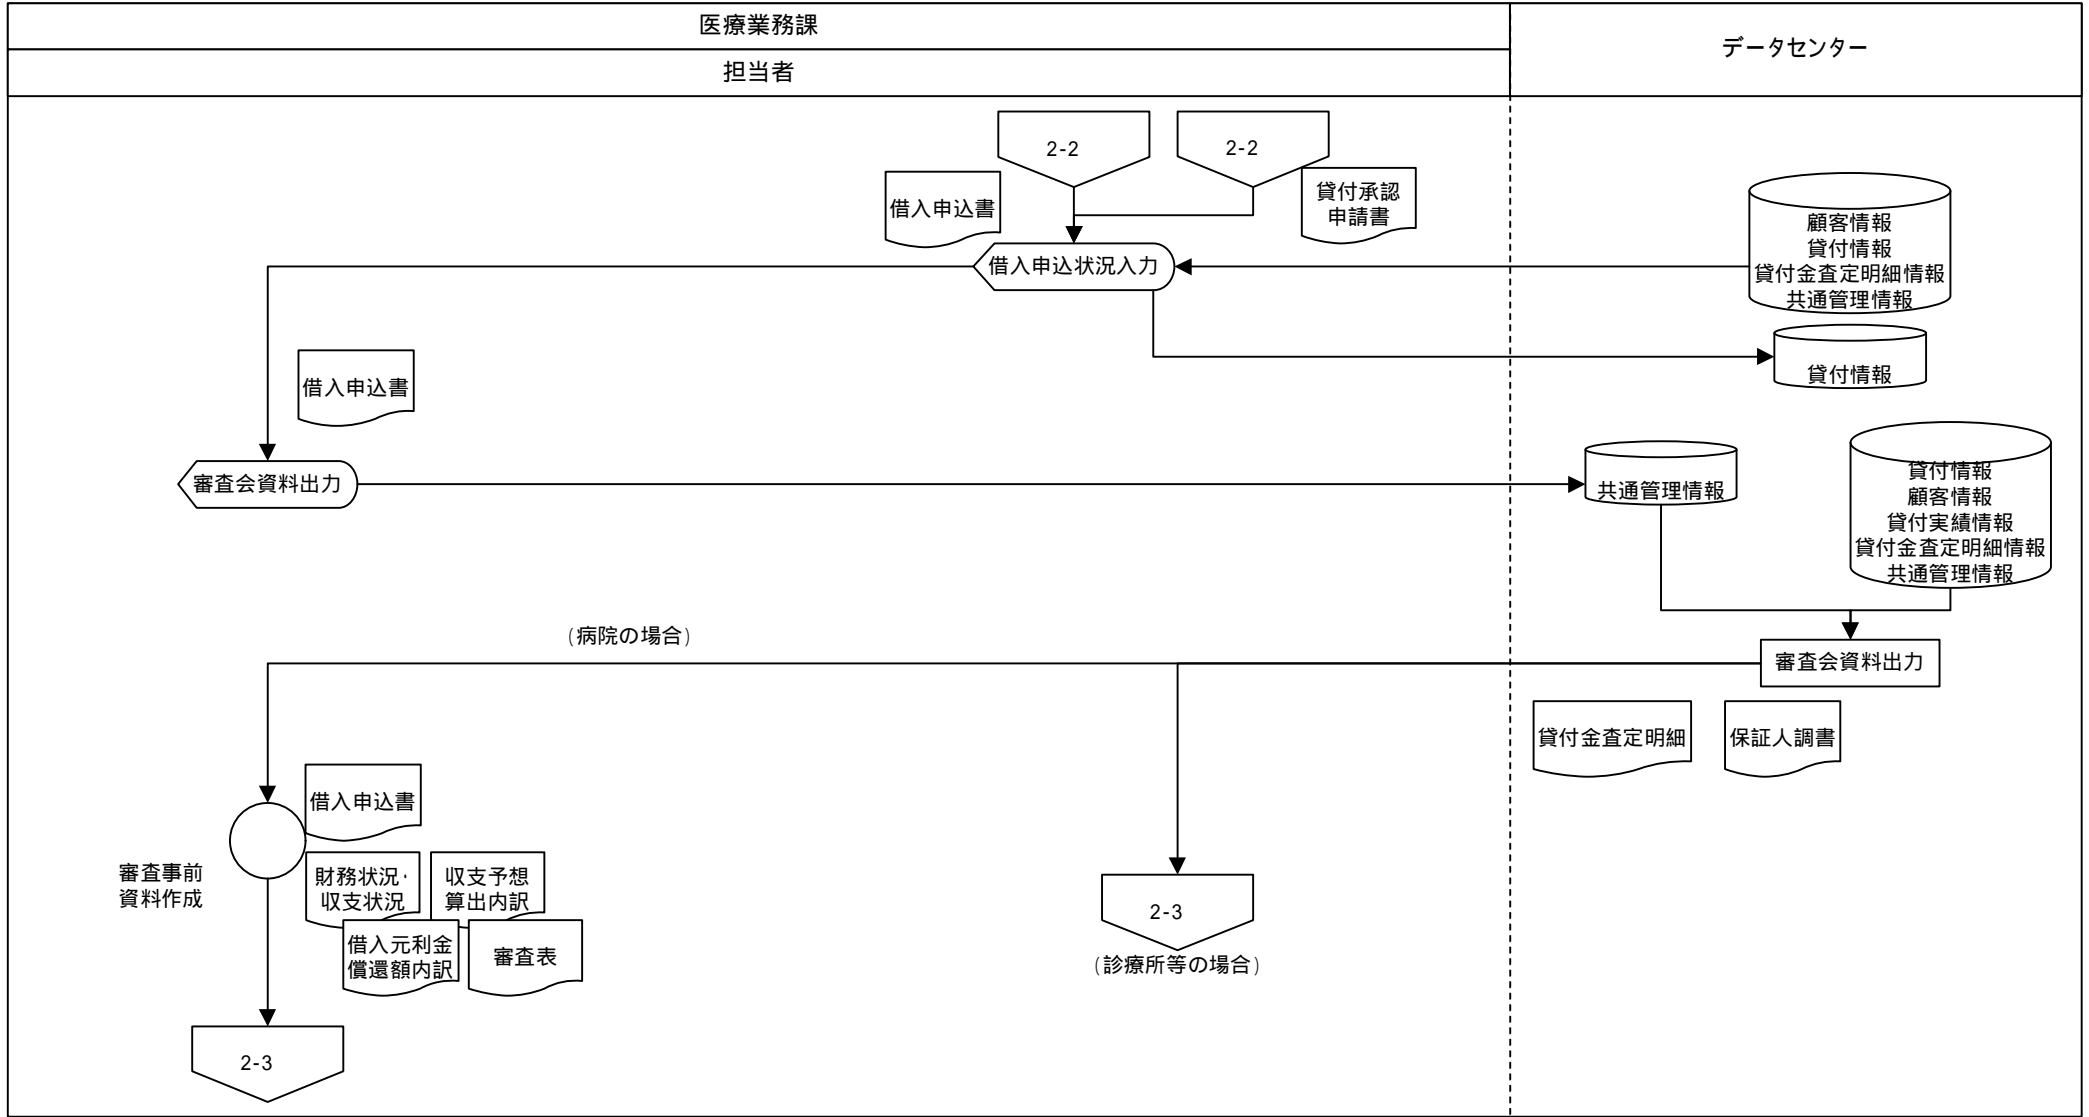 医療業務課
データセンター
担当者
2-2
2-2
借入申込書
貸付承認
申請書
顧客情報
貸付情報
貸付金査定明細情報
共通管理情報
借入申込状況入力
貸付情報
借入申込書
審査会資料出力
共通管理情報
貸付情報
顧客情報
貸付実績情報
貸付金査定明細情報
共通管理情報
(病院の場合)
審査会資料出力
貸付金査定明細
保証人調書
借入申込書
審査事前
資料作成
財務状況・
収支状況
収支予想
算出内訳
借入元利金
償還額内訳
審査表
2-3
(診療所等の場合)
2-3